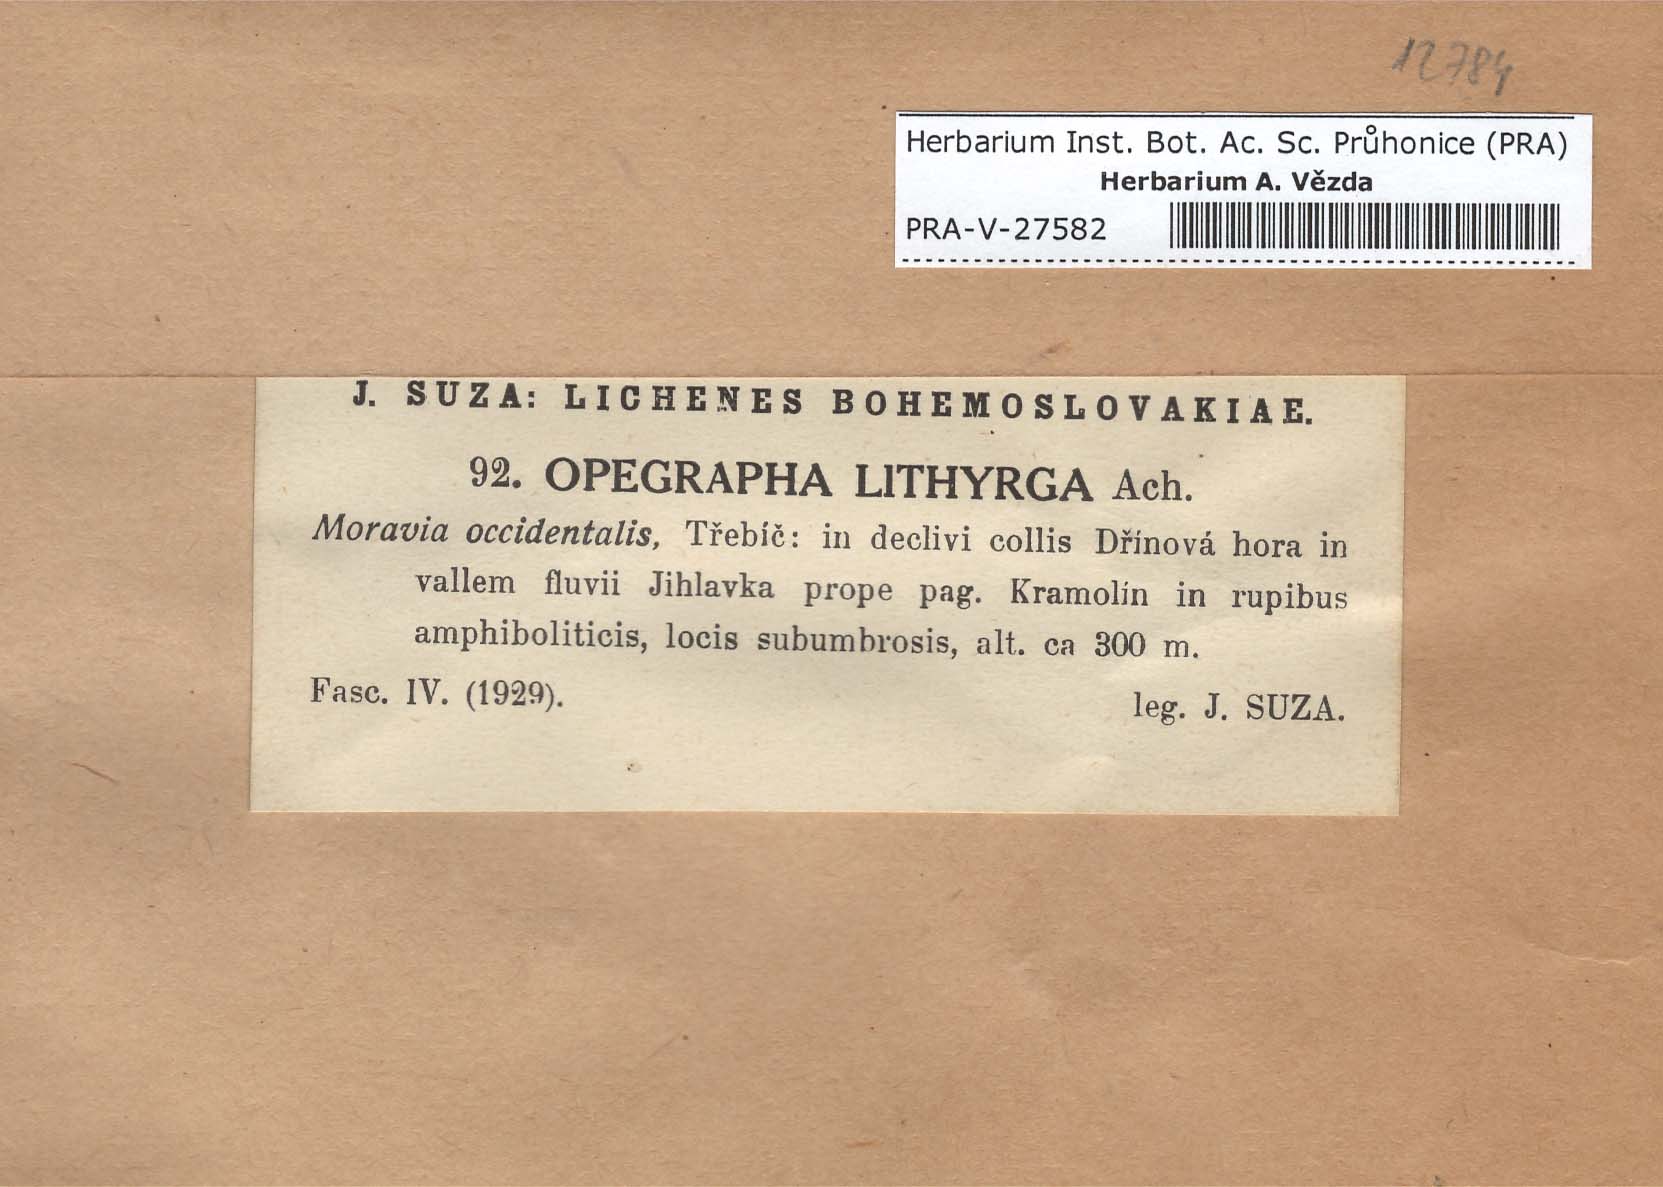 12784
Herbarium Inst. Bot. Ac. Sc. Průhonice (PRA)
Herbarium A. Vězda
PRA-V-27582
J. SUZA: LICHENES BOHEMOSLOVAKIAE.
92. OPEGRAPHA LITHYRGA Ach.
Moravia occidentalis, Třebíč: in declivi collis Dřínová hora in
vallem fluvii Jihlavka prope pag. Kramolín in rupibus
amphiboliticis, locis subumbrosis, alt. ca 300 m.
Fasc. IV. (1929). leg. J. SUZA.